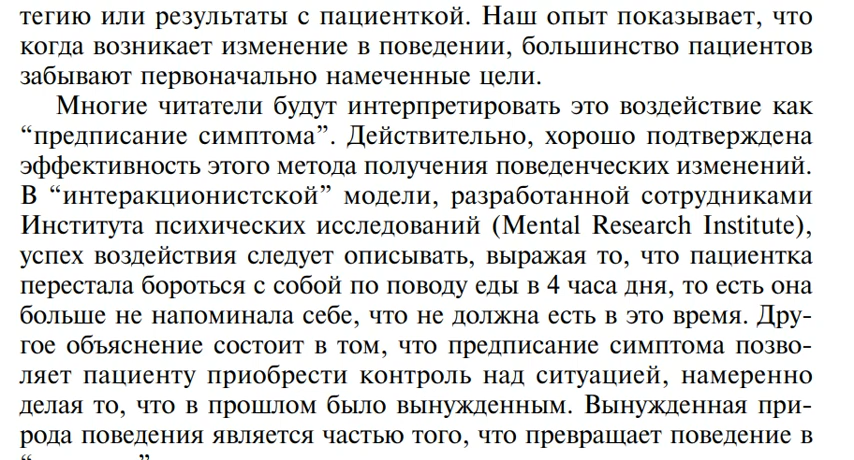 тегию или результаты с пациенткой. Наш опыт показывает, что
когда возникает изменение в поведении, большинство пациентов
забывают первоначально намеченные цели.
Многие читатели будут интерпретировать это воздействие как
“предписание симптома”. Действительно, хорошо подтверждена
эффективность этого метода получения поведенческих изменений.
В “интеракционистской” модели, разработанной сотрудниками
Института психических исследований (Mental Research Institute),
успех воздействия следует описывать, выражая то, что пациентка
перестала бороться с собой по поводу еды в 4 часа дня, то есть она
больше не напоминала себе, что не должна есть в это время. Дру-
гое объяснение состоит в том, что предписание симптома позво-
ляет пациенту приобрести контроль над ситуацией, намеренно
делая то, что в прошлом было вынужденным. Вынужденная при-
рода поведения является частью того, что превращает поведение в